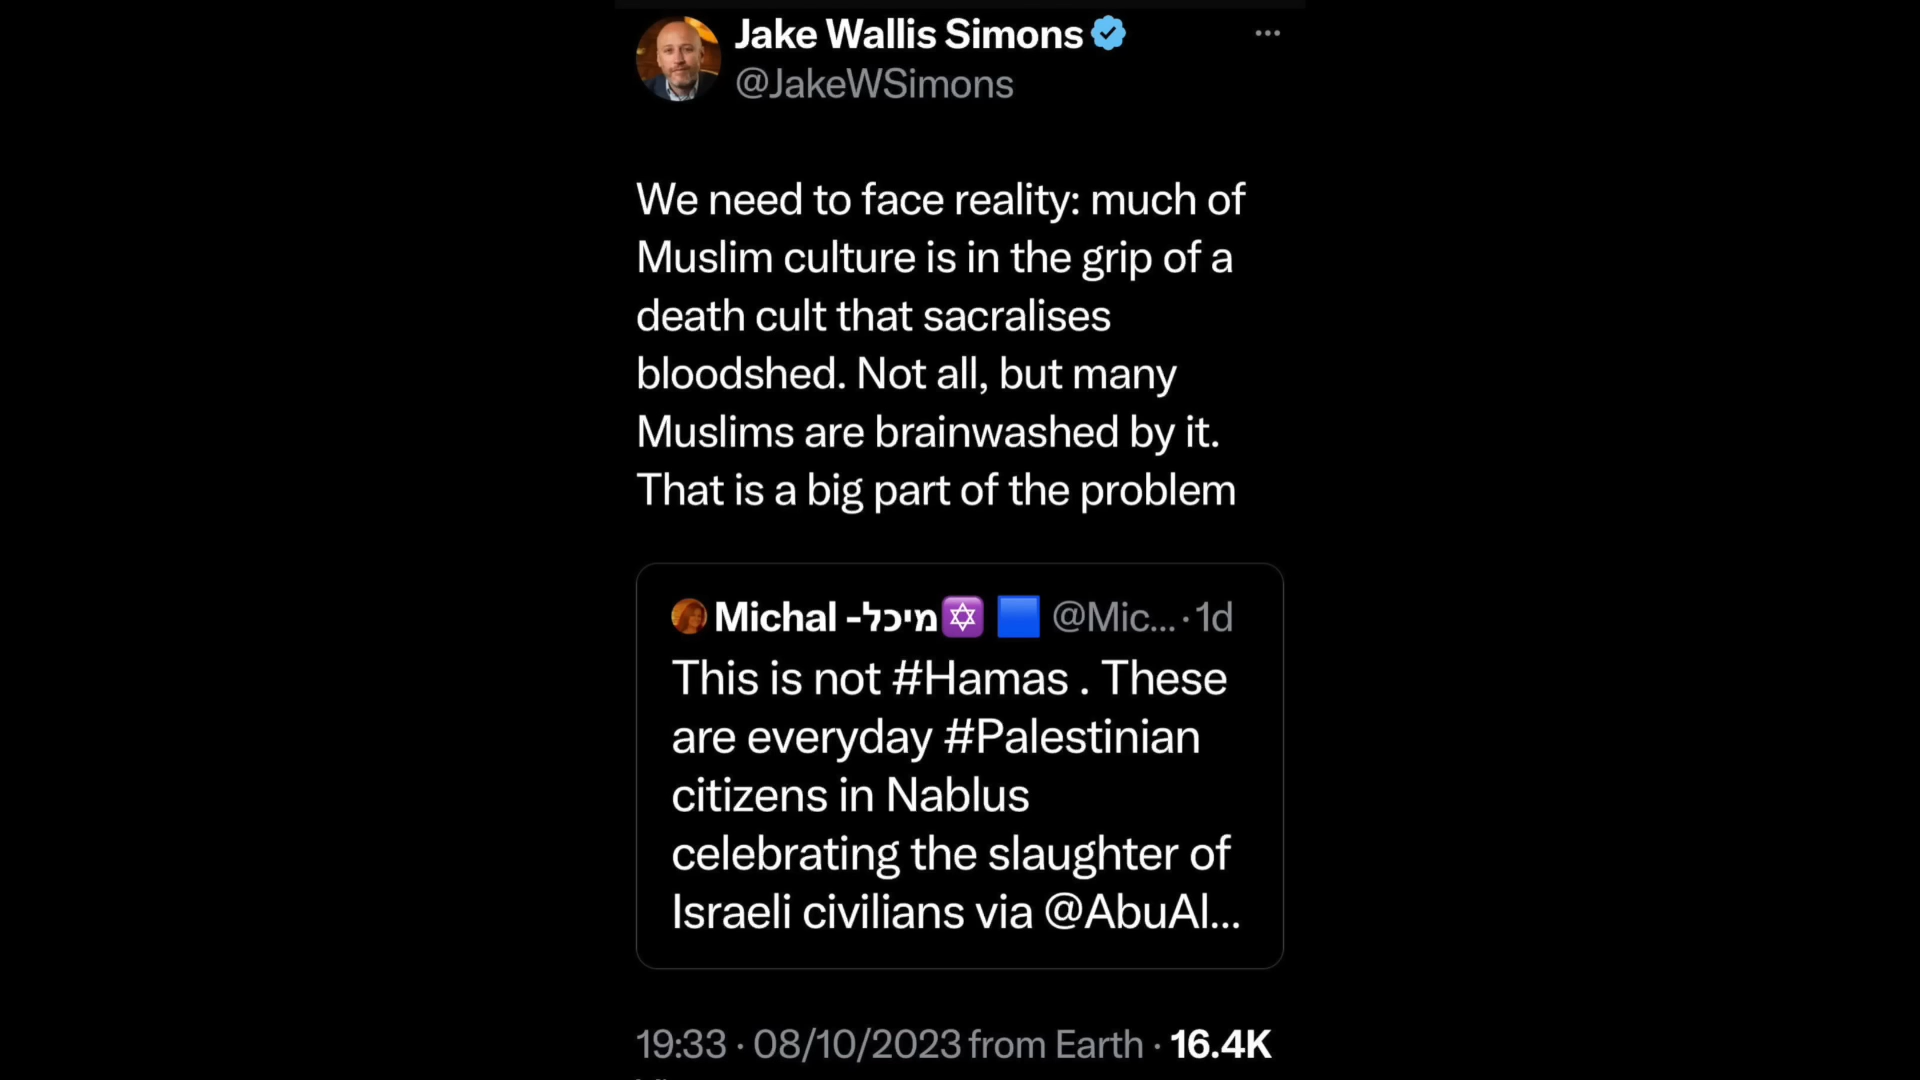 Jake Wallis Simons
@JakeWSimons
We need to face reality: much of
Muslim culture is in the grip of a
death cult that sacralises
bloodshed. Not all, but many
Muslims are brainwashed by it.
That is a big part of the problem
Michal -מיכל @Mic... · 1d
This is not #Hamas . These
are everyday #Palestinian
citizens in Nablus
celebrating the slaughter of
Israeli civilians via @AbuAl...
19:33 · 08/10/2023 from Earth · 16.4K